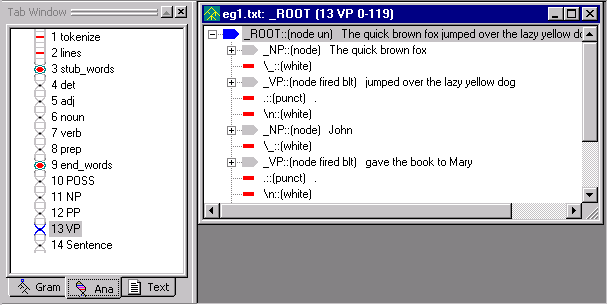 Tab Window
1 tokenize
2 lines
3 stub_words
4 det
5 adj
6 noun
7 verb
8 prep
9 end_words
10 POSS
11 NP
12 PP
13 VP
14 Sentence
Gram
Ana
Text
eg1.txt: _ROOT (13 VP 0-119)
_ROOT::(node un) The quick brown fox jumped over the lazy yellow do
_NP::(node) The quick brown fox
\_::(white)
_VP::(node fired blt) jumped over the lazy yellow dog
.::(punct) .
\n::(white)
_NP::(node) John
\_::(white)
_VP::(node fired blt) gave the book to Mary
.::(punct) .
\n::(white)